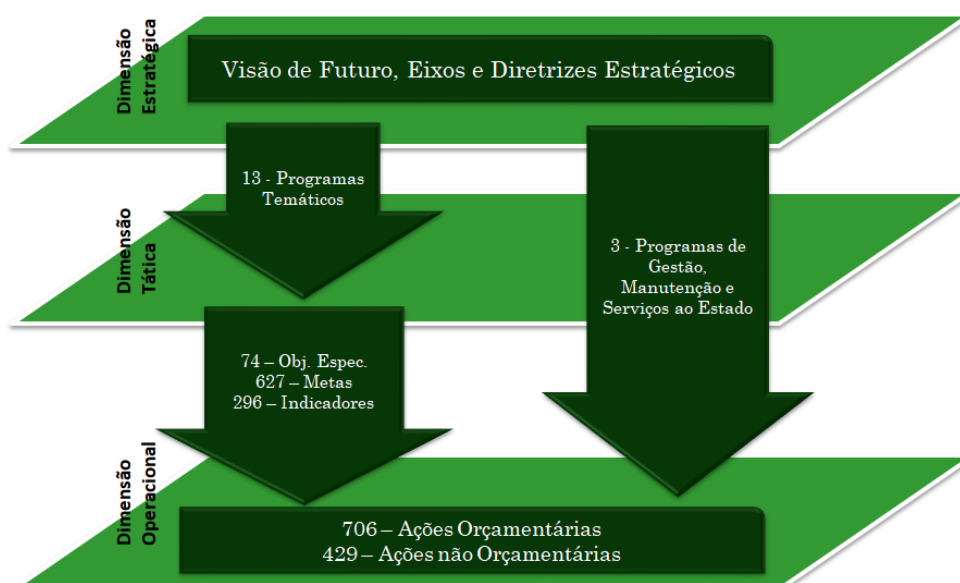 Dimensão
Estratégica
Visão de Futuro, Eixos e Diretrizes Estratégicos
13 - Programas
Temáticos
Dimensão
Tática
3 - Programas de
Gestão,
Manutenção e
Serviços ao Estado
74 – Obj. Espec.
627 – Metas
296 – Indicadores
Dimensão
Operacional
706 – Ações Orçamentárias
429 – Ações não Orçamentárias